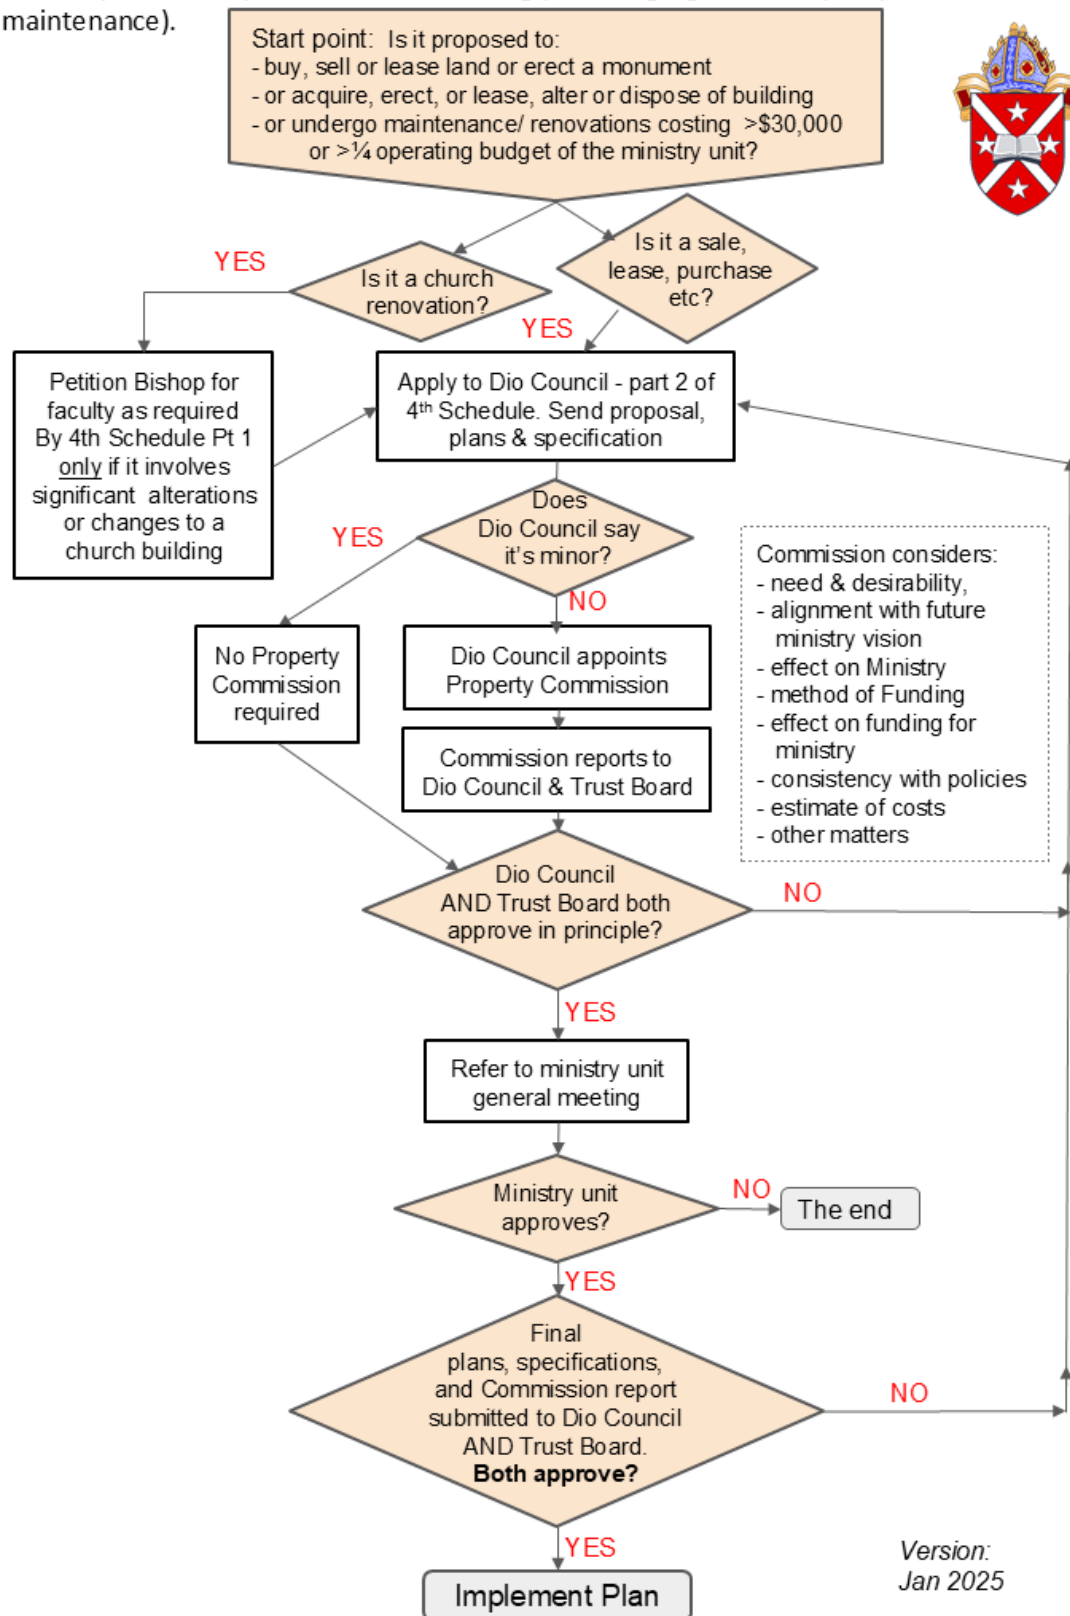 maintenance).
Start point:  Is it proposed to:
- buy, sell or lease land or erect a monument
- or acquire, erect, or lease, alter or dispose of building
- or undergo maintenance/ renovations costing  >$30,000
or >¼ operating budget of the ministry unit?
YES
Is it a church
renovation?
Is it a sale,
lease, purchase
etc?
YES
Petition Bishop for
faculty as required
By 4th Schedule Pt 1
only if it involves
significant  alterations
or changes to a
church building
Apply to Dio Council - part 2 of
4th Schedule. Send proposal,
plans & specification
Does
Dio Council say
it's minor?
YES
NO
No Property
Commission
required
Dio Council appoints
Property Commission
Commission reports to
Dio Council & Trust Board
Commission considers:
- need & desirability,
- alignment with future
ministry vision
- effect on Ministry
- method of Funding
- effect on funding for
ministry
- consistency with policies
- estimate of costs
- other matters
Dio Council
AND Trust Board both
approve in principle?
NO
YES
Refer to ministry unit
general meeting
Ministry unit
approves?
NO
The end
YES
Final
plans, specifications,
and Commission report
submitted to Dio Council
AND Trust Board.
Both approve?
NO
YES
Implement Plan
Version:
Jan 2025